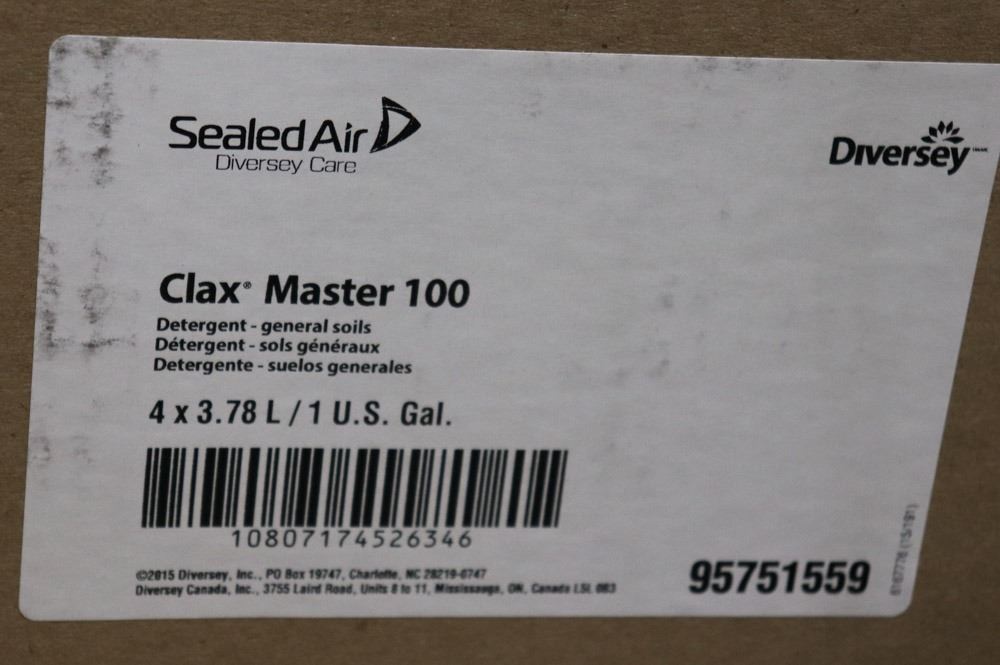 Sealed Air
Diversey Care
Diversey
Clax® Master 100
Detergent - general soils
Détergent - sols généraux
Detergente - suelos generales
4 x 3.78 L / 1 U.S. Gal.
10807174526346
©2015 Diversey, Inc., PO Box 19747, Charlotte, NC 28219-0747
Diversey Canada, Inc., 3755 Laird Road, Units 8 to 11, Mississauga, ON, Canada L5L 0B3
95751559
(15/191)